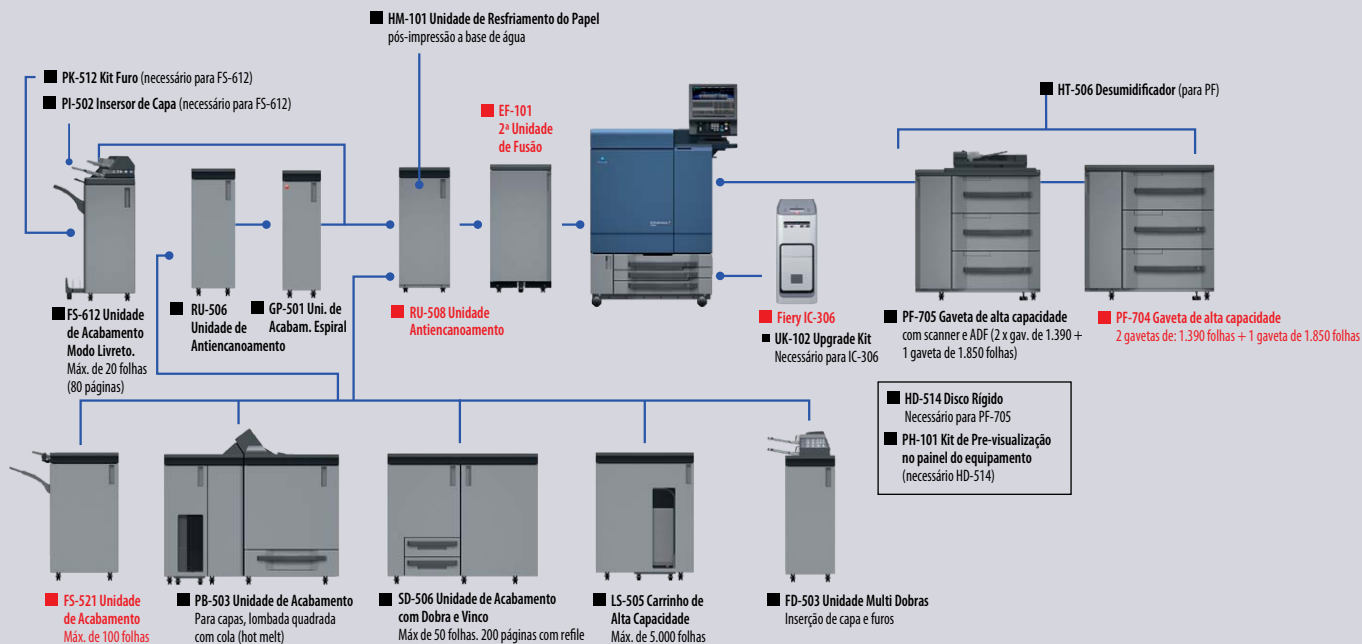 HM-101 Unidade de Resfriamento do Papel
pós-impressão a base de água
PK-512 Kit Furo (necessário para FS-612)
PI-502 Insersor de Capa (necessário para FS-612)
EF-101
2ª Unidade
de Fusão
HT-506 Desumidificador (para PF)
FS-612 Unidade
de Acabamento
Modo Livreto.
Máx. de 20 folhas
(80 páginas)
RU-506
Unidade de
Antiencanoamento
GP-501 Uni. de
Acabam. Espiral
RU-508 Unidade
Antiencanoamento
Fiery IC-306
UK-102 Upgrade Kit
Necessário para IC-306
PF-705 Gaveta de alta capacidade
com scanner e ADF (2 x gav. de 1.390 +
1 gaveta de 1.850 folhas)
PF-704 Gaveta de alta capacidade
2 gavetas de: 1.390 folhas + 1 gaveta de 1.850 folhas
HD-514 Disco Rígido
Necessário para PF-705
PH-101 Kit de Pre-visualização
no painel do equipamento
(necessário HD-514)
FS-521 Unidade
de Acabamento
Máx. de 100 folhas
PB-503 Unidade de Acabamento
Para capas, lombada quadrada
com cola (hot melt)
SD-506 Unidade de Acabamento
com Dobra e Vinco
Máx de 50 folhas. 200 páginas com refile
LS-505 Carrinho de
Alta Capacidade
Máx. de 5.000 folhas
FD-503 Unidade Multi Dobras
Inserção de capa e furos